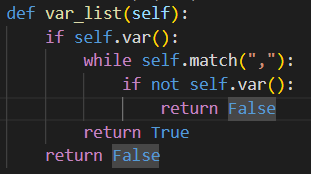 def var_list(self):
    if self.var():
        while self.match(","):
            if not self.var():
                return False
        return True
    return False